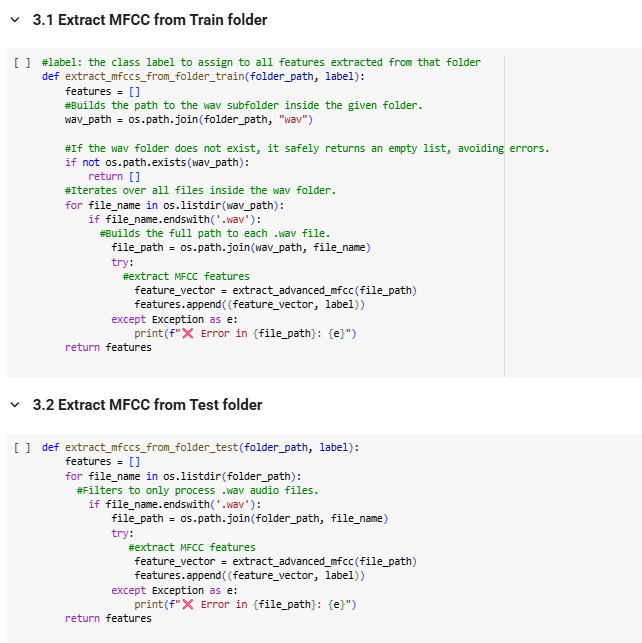 3.1 Extract MFCC from Train folder
[ ] #label: the class label to assign to all features extracted from that folder
def extract_mfccs_from_folder_train(folder_path, label):
    features = []
    #Builds the path to the wav subfolder inside the given folder.
    wav_path = os.path.join(folder_path, "wav")

    #If the wav folder does not exist, it safely returns an empty list, avoiding errors.
    if not os.path.exists(wav_path):
        return []
    #Iterates over all files inside the wav folder.
    for file_name in os.listdir(wav_path):
        if file_name.endswith('.wav'):
          #Builds the full path to each .wav file.
            file_path = os.path.join(wav_path, file_name)
            try:
              #extract MFCC features
                feature_vector = extract_advanced_mfcc(file_path)
                features.append((feature_vector, label))
            except Exception as e:
                print(f"❌ Error in {file_path}: {e}")
    return features
3.2 Extract MFCC from Test folder
[ ] def extract_mfccs_from_folder_test(folder_path, label):
    features = []
    for file_name in os.listdir(folder_path):
      #Filters to only process .wav audio files.
        if file_name.endswith('.wav'):
            file_path = os.path.join(folder_path, file_name)
            try:
               #extract MFCC features
                feature_vector = extract_advanced_mfcc(file_path)
                features.append((feature_vector, label))
            except Exception as e:
                print(f"❌ Error in {file_path}: {e}")
    return features